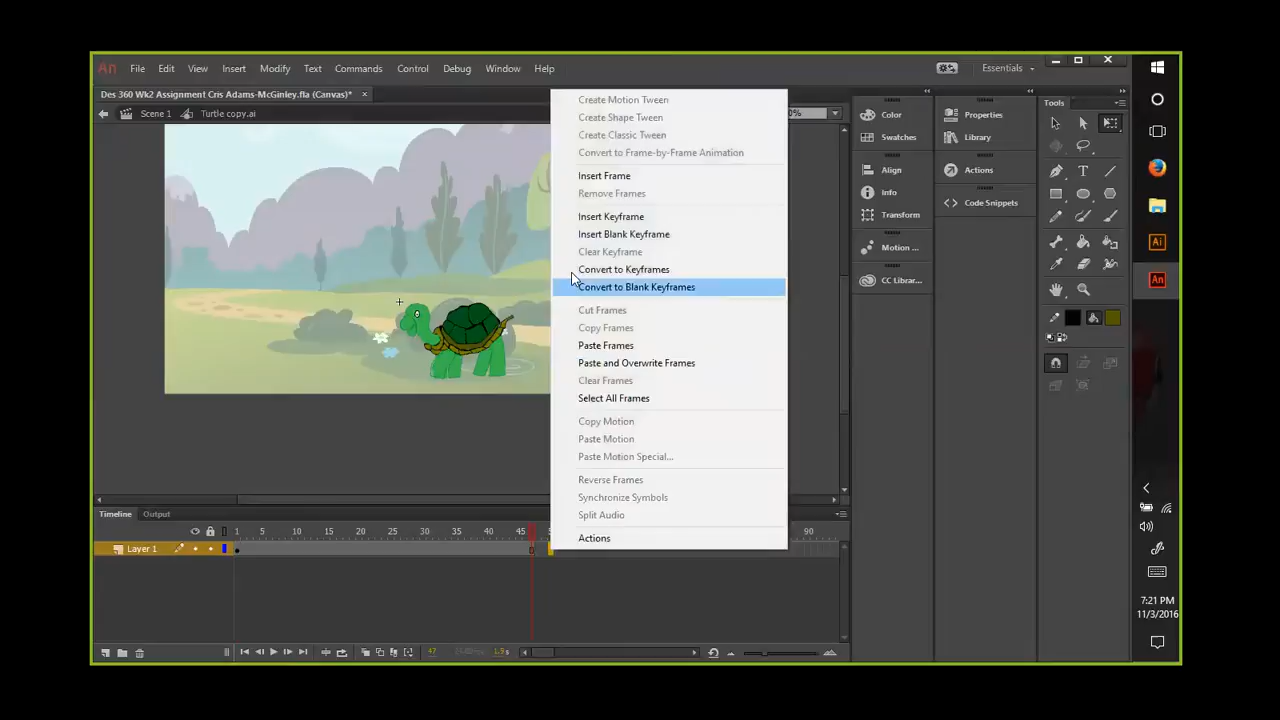 An File Edit View Insert Modify Text Commands Control Debug Window Help Essentials
Des 360 Wk2 Assignment Cris Adams-McGinley.fla (Canvas)* ×
Scene 1 Turtle copy.ai
Create Motion Tween
Create Shape Tween
Create Classic Tween
Convert to Frame-by-Frame Animation
Insert Frame
Remove Frames
Insert Keyframe
Insert Blank Keyframe
Clear Keyframe
Convert to Keyframes
Convert to Blank Keyframes
Cut Frames
Copy Frames
Paste Frames
Paste and Overwrite Frames
Clear Frames
Select All Frames
Copy Motion
Paste Motion
Paste Motion Special...
Reverse Frames
Synchronize Symbols
Split Audio
Actions
Color
Swatches
Align
Info
Transform
Motion ...
CC Librar...
Properties
Library
Actions
Code Snippets
Tools
Timeline Output
1 5 10 15 20 25 30 35 40 45 90
Layer 1
47 1.9s
Ai
An
7:21 PM
11/3/2016